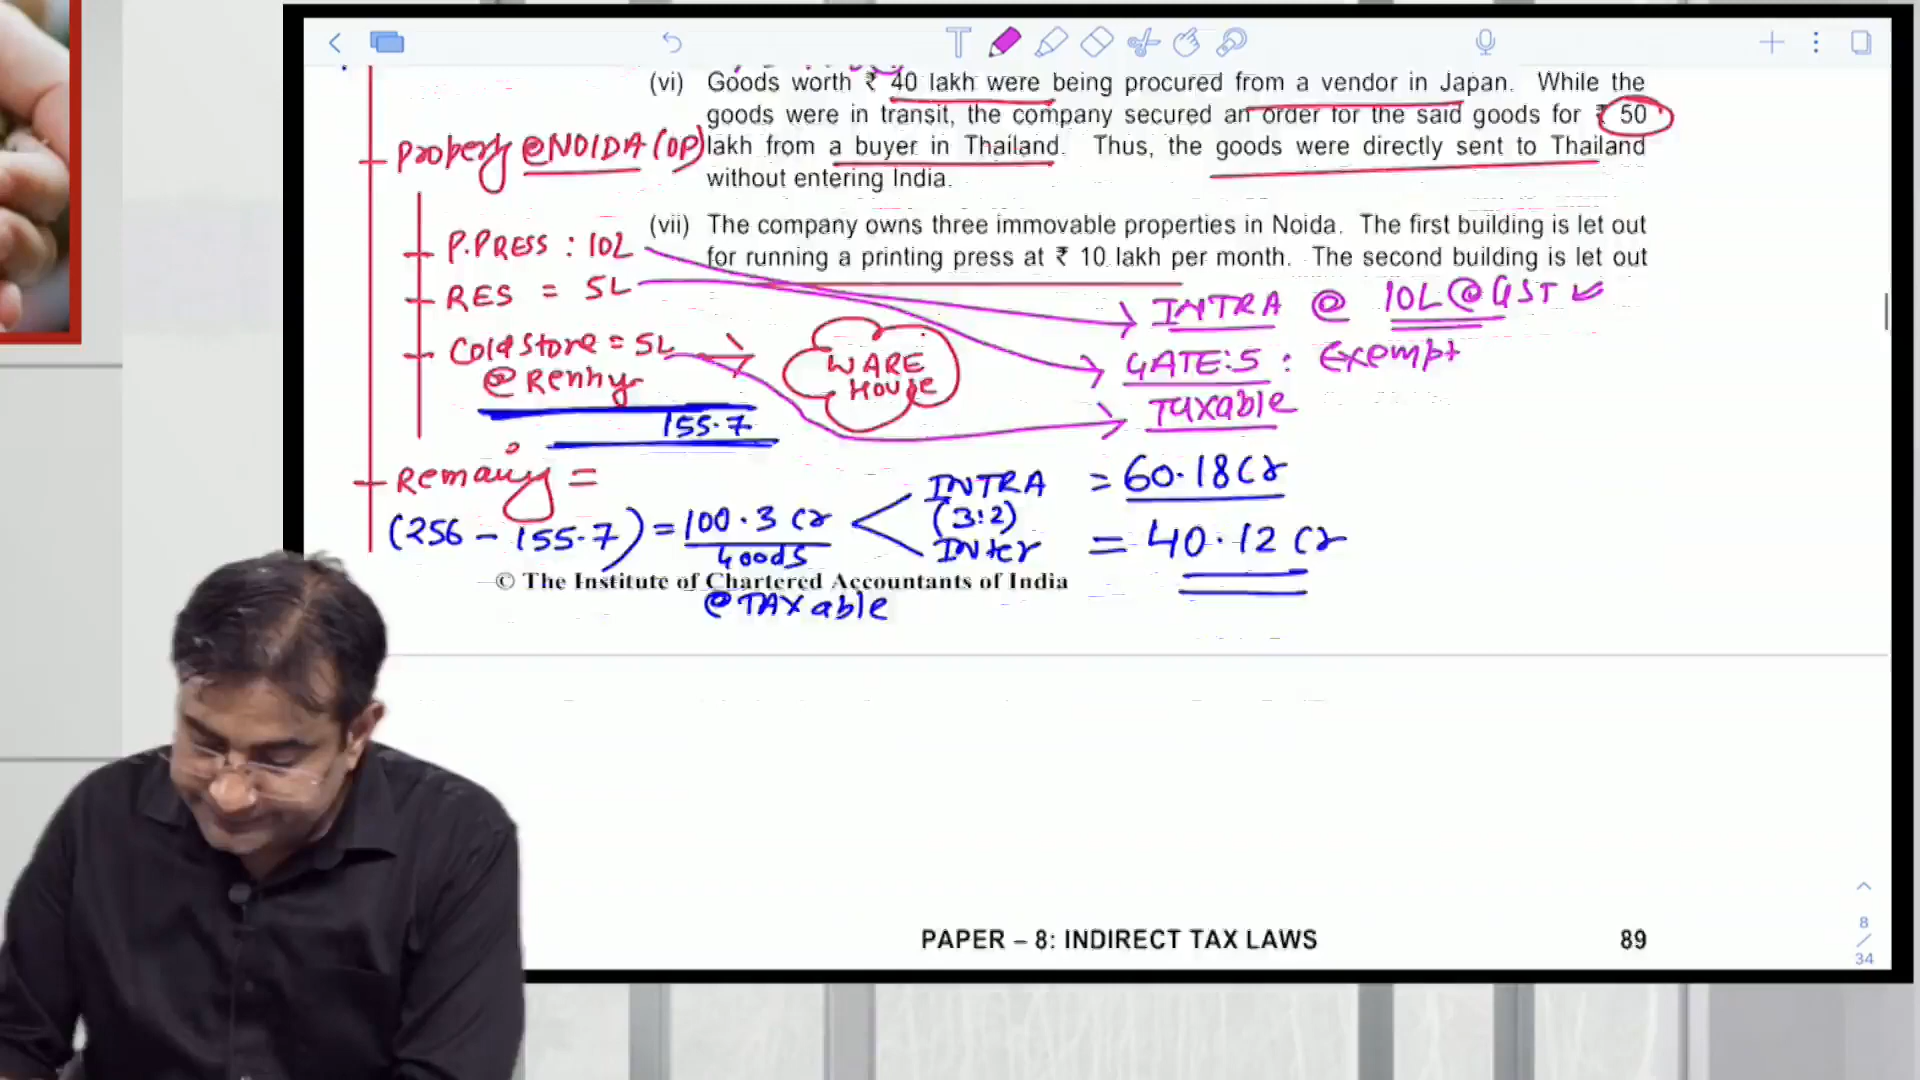 (vi) Goods worth ₹ 40 lakh were being procured from a vendor in Japan. While the
goods were in transit, the company secured an order for the said goods for ₹ 50
lakh from a buyer in Thailand. Thus, the goods were directly sent to Thailand
without entering India.
Property @NOIDA (OP)
(vii) The company owns three immovable properties in Noida. The first building is let out
for running a printing press at ₹ 10 lakh per month. The second building is let out
P.PRESS : 10L
RES = 5L
Cold Store = 5L
WARE
HOUSE
155.7
INTRA @ 10L @ GST
GATE:5 : Exempt
Taxable
= 
(256 - 155.7) = 100.3 Cr
Goods
@ TAXable
INTRA = 60.18 Cr
(3:2)
Inter = 40.12 Cr
© The Institute of Chartered Accountants of India
PAPER – 8: INDIRECT TAX LAWS 89
8
/
34